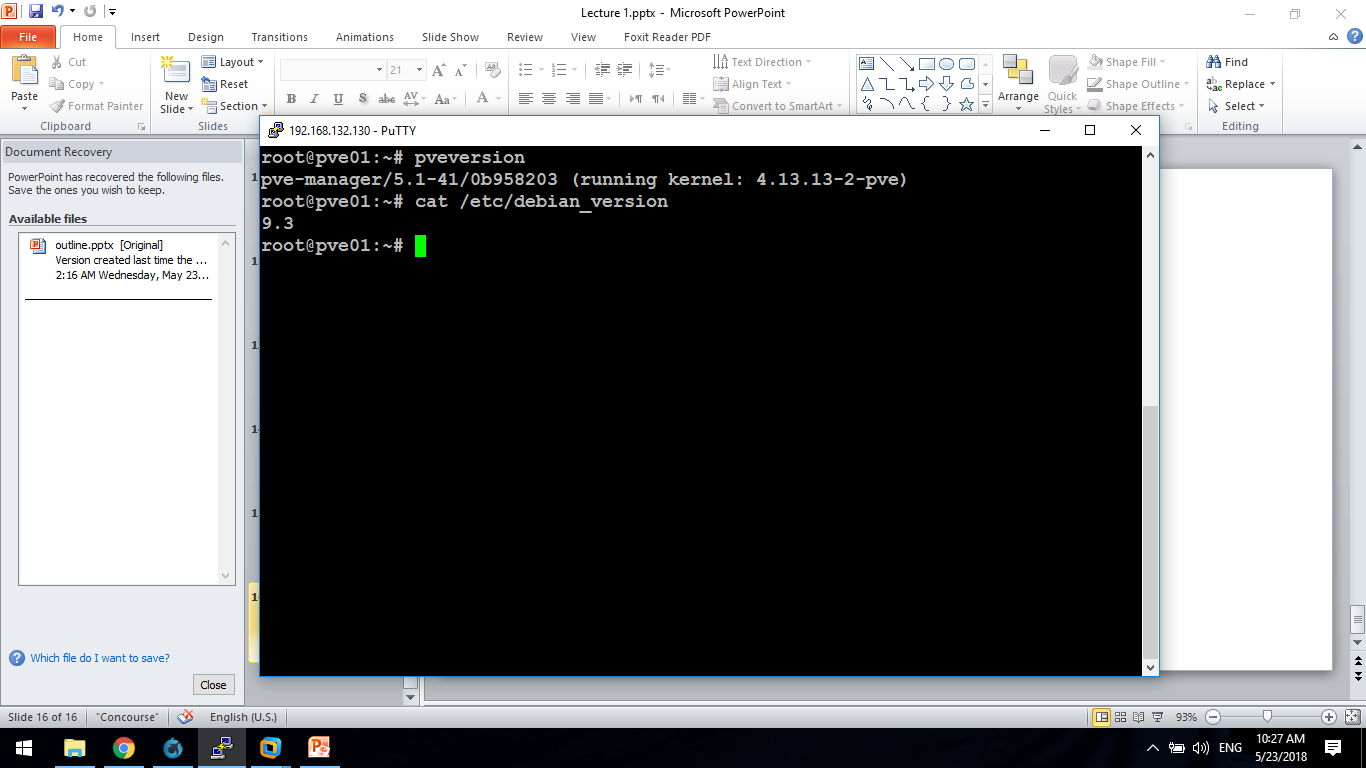 Lecture 1.pptx - Microsoft PowerPoint
File Home Insert Design Transitions Animations Slide Show Review View Foxit Reader PDF
Paste
Cut
Copy
Format Painter
Clipboard
New Slide
Layout
Reset
Section
Slides
21
B I U S abc AV Aa A
Text Direction
Align Text
Convert to SmartArt
Arrange
Quick Styles
Shape Fill
Shape Outline
Shape Effects
Find
Replace
Select
Editing
Document Recovery
PowerPoint has recovered the following files.
Save the ones you wish to keep.
Available files
outline.pptx [Original]
Version created last time the ...
2:16 AM Wednesday, May 23...
Which file do I want to save?
Close
192.168.132.130 - PuTTY
root@pve01:~# pveversion
pve-manager/5.1-41/0b958203 (running kernel: 4.13.13-2-pve)
root@pve01:~# cat /etc/debian_version
9.3
root@pve01:~#
Slide 16 of 16 "Concourse" English (U.S.) 93%
ENG
10:27 AM
5/23/2018